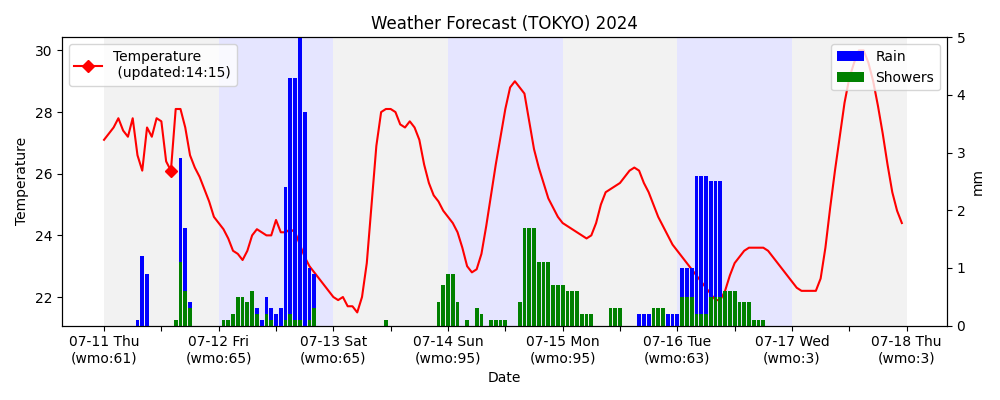 Weather Forecast (TOKYO) 2024
Temperature
(updated:14:15)
Rain
Showers
30
28
26
24
22
Temperature
5
4
3
2
1
0
mm
07-11 Thu
(wmo:61)
07-12 Fri
(wmo:65)
07-13 Sat
(wmo:65)
07-14 Sun
(wmo:95)
07-15 Mon
(wmo:95)
07-16 Tue
(wmo:63)
07-17 Wed
(wmo:3)
07-18 Thu
(wmo:3)
Date